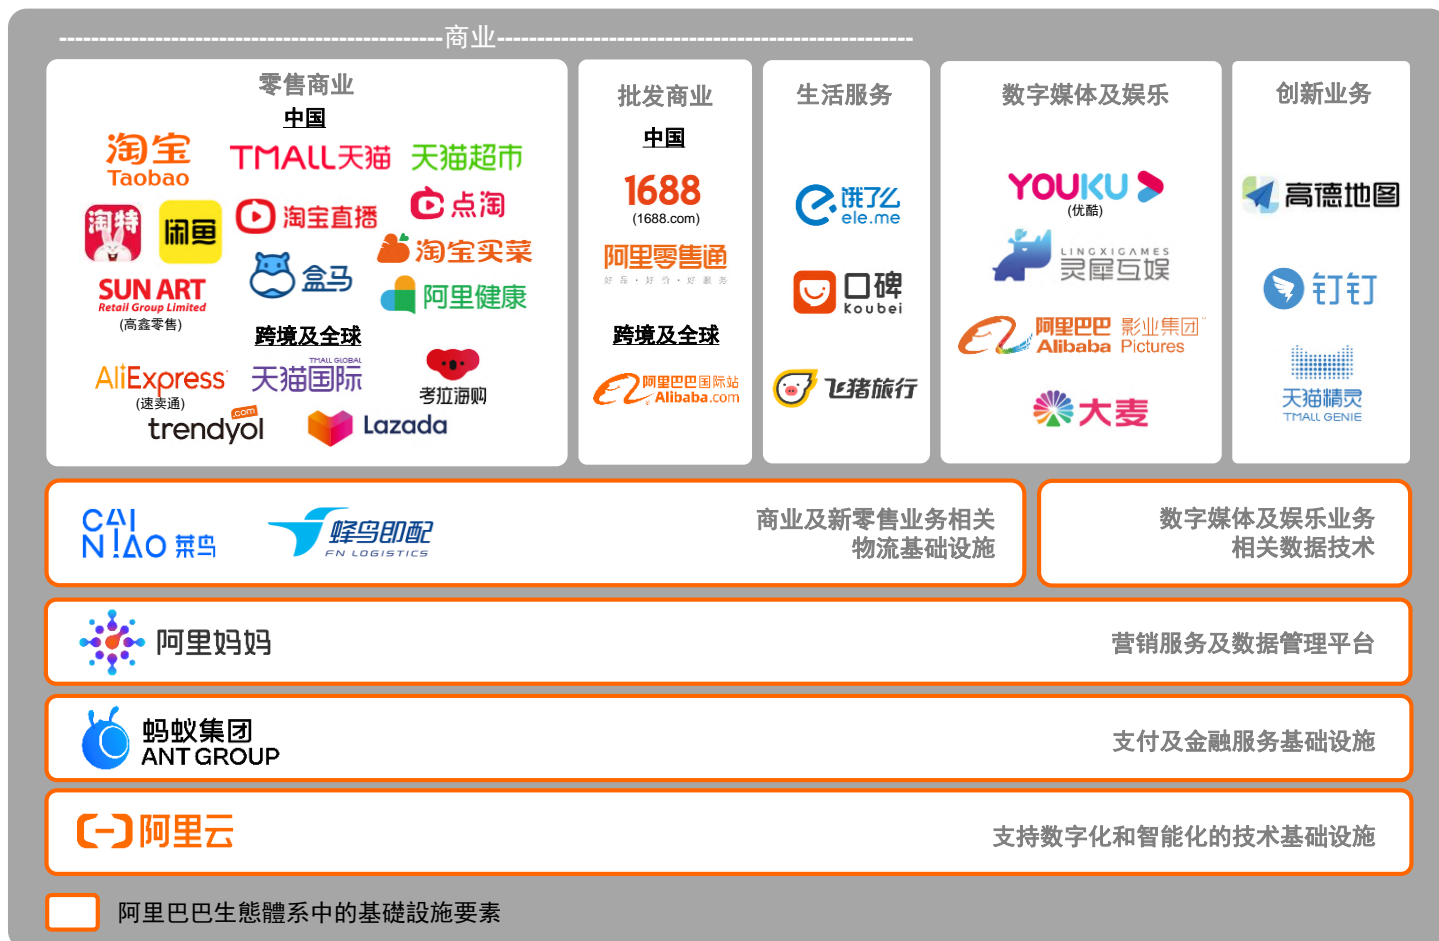 ------------------------------------------------商业----------------------------------------------------
零售商业
中国
淘宝
Taobao
TMALL天猫
天猫超市
淘特
闲鱼
淘宝直播
点淘
淘宝买菜
SUN ART
Retail Group Limited
(高鑫零售)
盒马
阿里健康
跨境及全球
AliExpress
(速卖通)
TMALL GLOBAL
天猫国际
考拉海购
trendyol
.com
Lazada
批发商业
中国
1688
(1688.com)
阿里零售通
好品·好价·好服务
跨境及全球
阿里巴巴国际站
Alibaba.com
生活服务
饿了么
ele.me
口碑
Koubei
飞猪旅行
数字媒体及娱乐
YOUKU
(优酷)
LINGXIGAMES
灵犀互娱
阿里巴巴 影业集团
Alibaba Pictures
大麦
创新业务
高德地图
钉钉
天猫精灵
TMALL GENIE
CAI
NIAO 菜鸟
蜂鸟即配
FN LOGISTICS
商业及新零售业务相关
物流基础设施
数字媒体及娱乐业务
相关数据技术
阿里妈妈
营销服务及数据管理平台
蚂蚁集团
ANT GROUP
支付及金融服务基础设施
阿里云
支持数字化和智能化的技术基础设施
阿里巴巴生態體系中的基礎設施要素